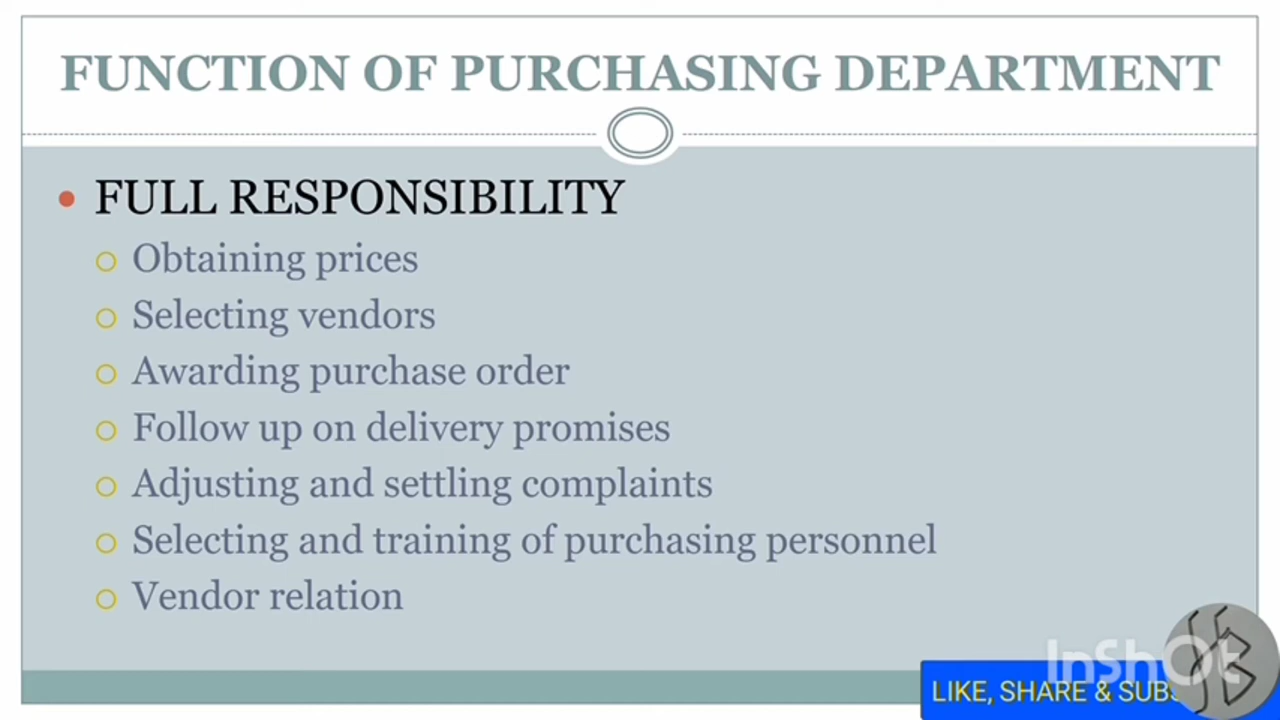 FUNCTION OF PURCHASING DEPARTMENT
FULL RESPONSIBILITY
Obtaining prices
Selecting vendors
Awarding purchase order
Follow up on delivery promises
Adjusting and settling complaints
Selecting and training of purchasing personnel
Vendor relation
InShOt
LIKE, SHARE & SUBS